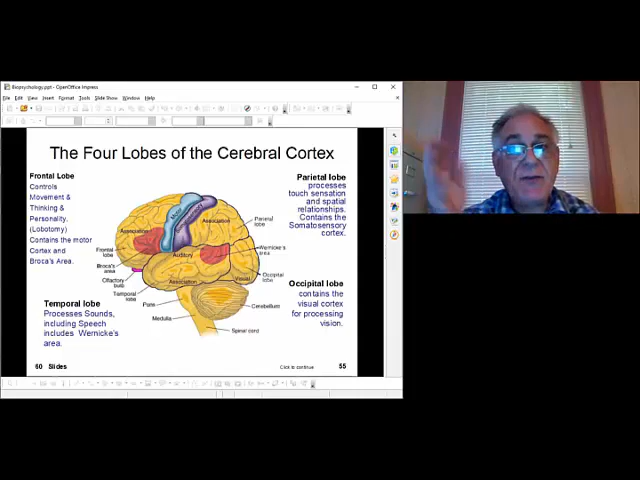 Biopsychology.ppt - OpenOffice Impress
File Edit View Insert Format Tools Slide Show Window Help
The Four Lobes of the Cerebral Cortex
Frontal Lobe
Controls
Movement &
Thinking &
Personality.
(Lobotomy)
Contains the motor
Cortex and
Broca's Area.
Parietal lobe
processes
touch sensation
and spatial
relationships.
Contains the
Somatosensory
cortex.
Motor
Association
Association
Parietal
lobe
Frontal
lobe
Auditory
Wernicke's
area
Broca's
area
Olfactory
bulb
Association
Visual
Occipital
lobe
Temporal
lobe
Pons
Cerebellum
Medulla
Spinal cord
Temporal lobe
Processes Sounds,
including Speech
includes Wernicke's
area.
Occipital lobe
contains the
visual cortex
for processing
vision.
60 Slides
Click to continue
55